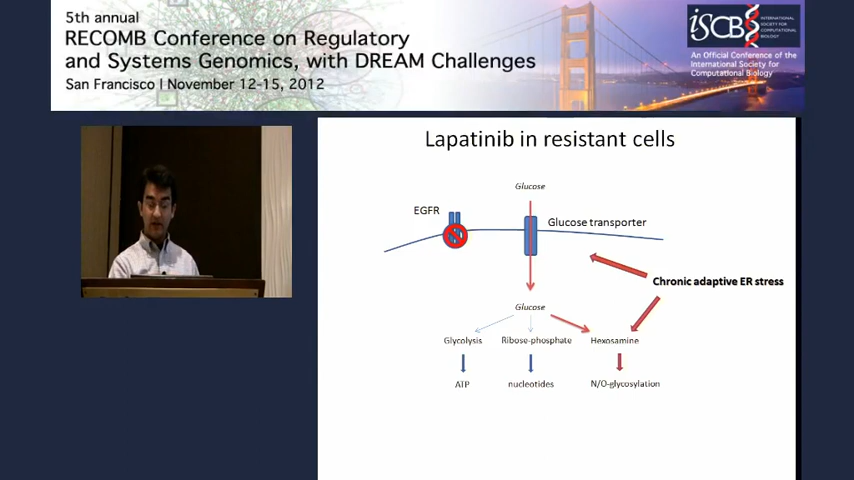 5th annual
RECOMB Conference on Regulatory
and Systems Genomics, with DREAM Challenges
San Francisco | November 12-15, 2012
iSCB
INTERNATIONAL
SOCIETY FOR
COMPUTATIONAL
BIOLOGY
An Official Conference of the
International Society for
Computational Biology
Lapatinib in resistant cells
Glucose
EGFR
Glucose transporter
Chronic adaptive ER stress
Glucose
Glycolysis Ribose-phosphate Hexosamine
ATP nucleotides N/O-glycosylation